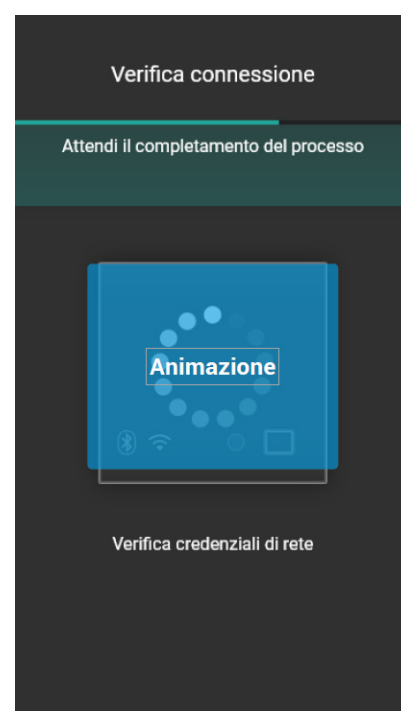 Verifica connessione
Attendi il completamento del processo
Animazione
Verifica credenziali di rete